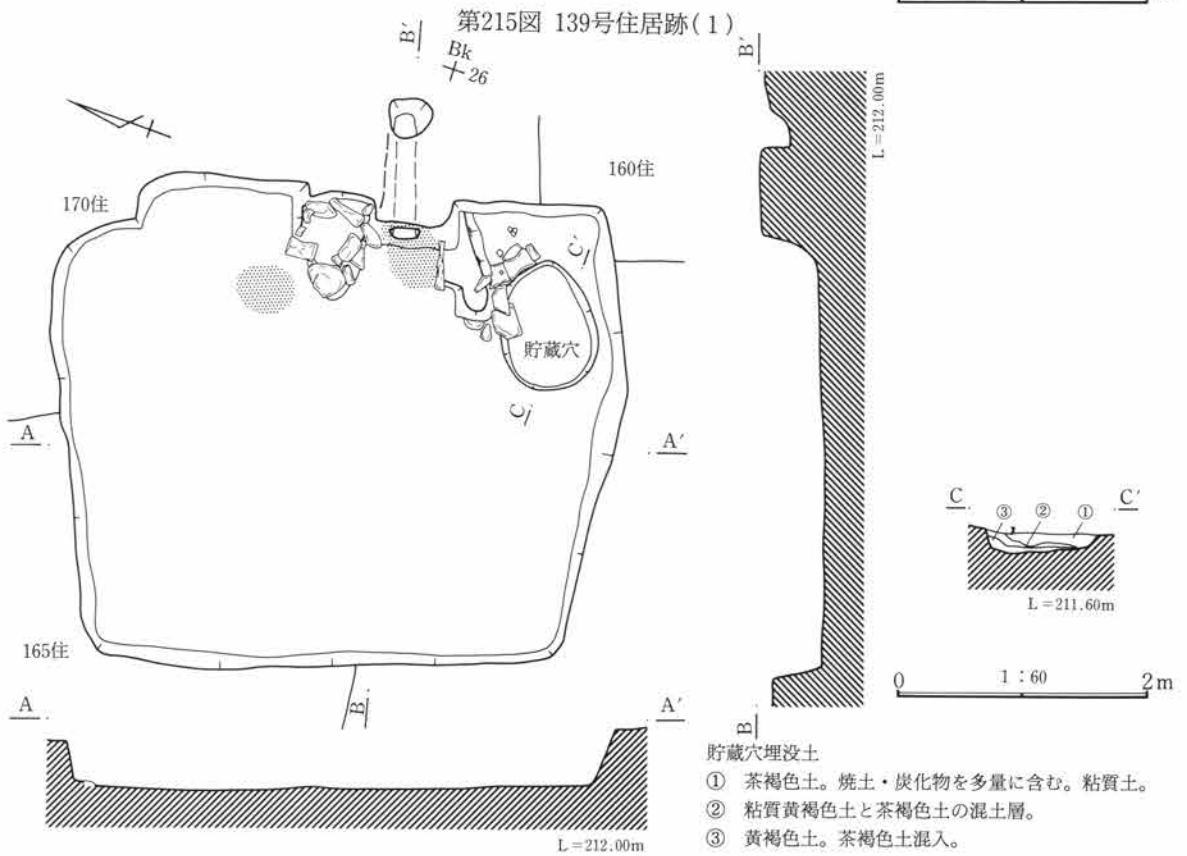 第215図 139号住居跡(1)
B′
Bk
26
B′
L=212.00m
160住
170住
C′
貯蔵穴
C
A
A′
C
C′
③
②
①
L=211.60m
165住
0
1:60
2m
A
A′
B
B
L=212.00m
貯蔵穴埋没土
① 茶褐色土。焼土・炭化物を多量に含む。粘質土。
② 粘質黄褐色土と茶褐色土の混土層。
③ 黄褐色土。茶褐色土混入。